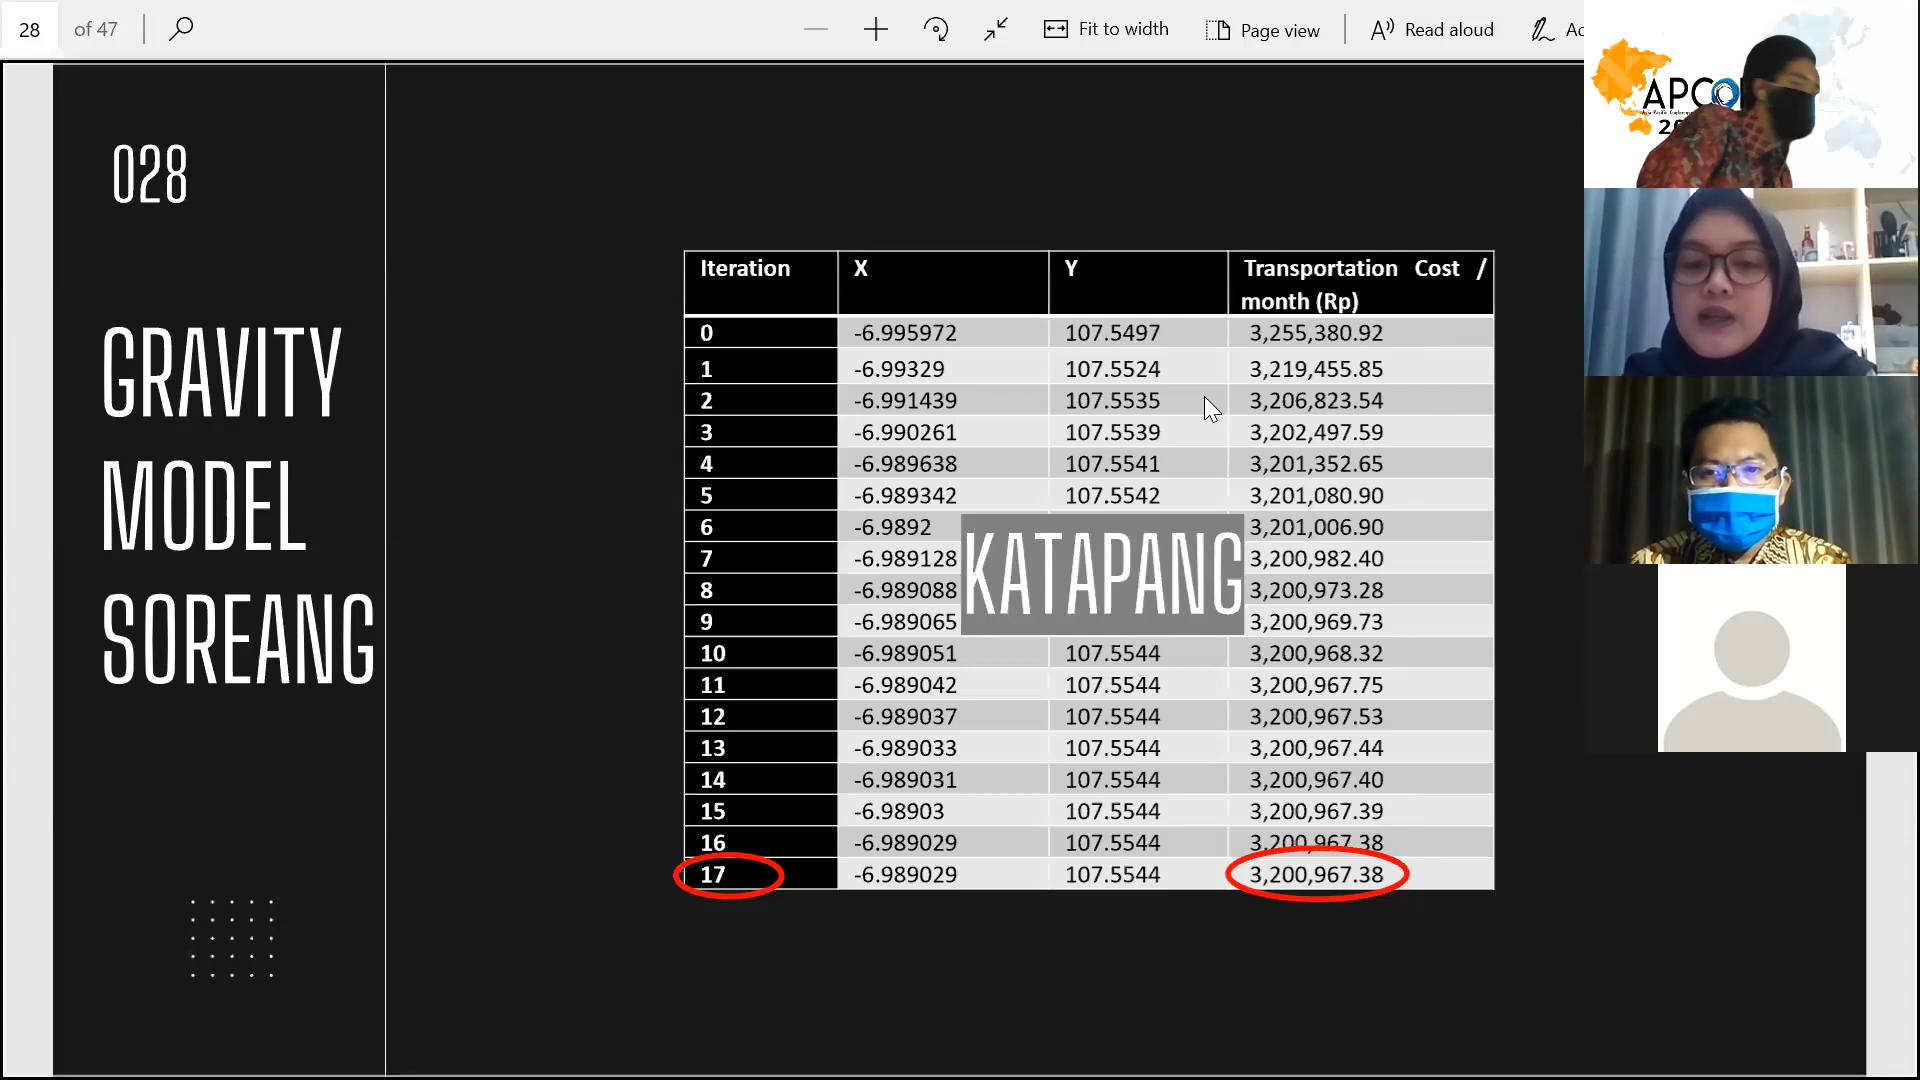 28 of 47 Fit to width Page view Read aloud
028
GRAVITY
MODEL
SOREANG
Iteration X Y Transportation Cost /
month (Rp)
0 -6.995972 107.5497 3,255,380.92
1 -6.99329 107.5524 3,219,455.85
2 -6.991439 107.5535 3,206,823.54
3 -6.990261 107.5539 3,202,497.59
4 -6.989638 107.5541 3,201,352.65
5 -6.989342 107.5542 3,201,080.90
6 -6.9892 3,201,006.90
7 -6.989128 3,200,982.40
8 -6.989088 3,200,973.28
9 -6.989065 3,200,969.73
KATAPANG
10 -6.989051 107.5544 3,200,968.32
11 -6.989042 107.5544 3,200,967.75
12 -6.989037 107.5544 3,200,967.53
13 -6.989033 107.5544 3,200,967.44
14 -6.989031 107.5544 3,200,967.40
15 -6.98903 107.5544 3,200,967.39
16 -6.989029 107.5544 3,200,967.38
17 -6.989029 107.5544 3,200,967.38